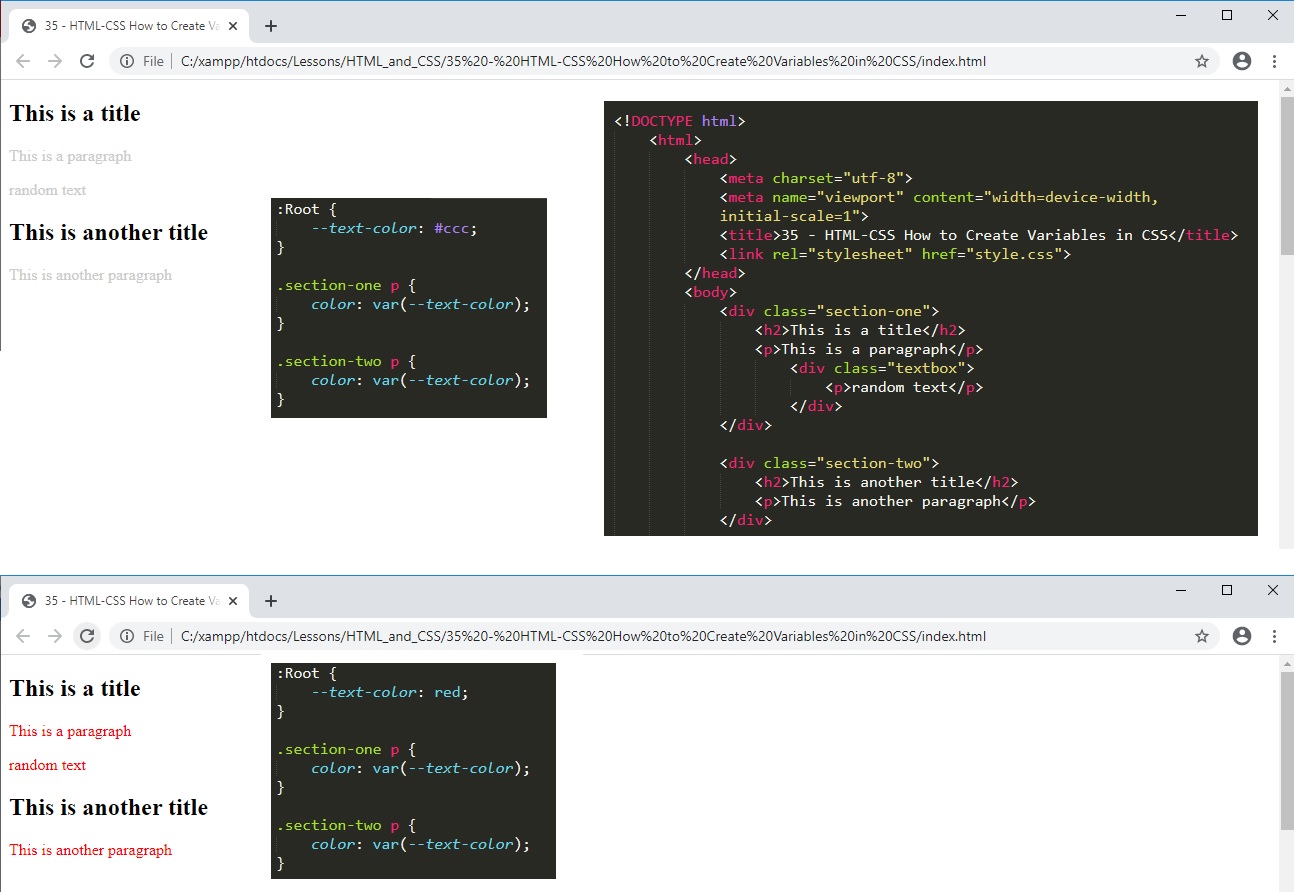 35 - HTML-CSS How to Create Va
File
C:/xampp/htdocs/Lessons/HTML_and_CSS/35%20-%20HTML-CSS%20How%20to%20Create%20Variables%20in%20CSS/index.html
This is a title
This is a paragraph
random text
This is another title
This is another paragraph
:Root {
--text-color: #ccc;
}
.section-one p {
color: var(--text-color);
}
.section-two p {
color: var(--text-color);
}
<!DOCTYPE html>
<html>
<head>
<meta charset="utf-8">
<meta name="viewport" content="width=device-width,
initial-scale=1">
<title>35 - HTML-CSS How to Create Variables in CSS</title>
<link rel="stylesheet" href="style.css">
</head>
<body>
<div class="section-one">
<h2>This is a title</h2>
<p>This is a paragraph</p>
<div class="textbox">
<p>random text</p>
</div>
</div>
<div class="section-two">
<h2>This is another title</h2>
<p>This is another paragraph</p>
</div>
35 - HTML-CSS How to Create Va
File
C:/xampp/htdocs/Lessons/HTML_and_CSS/35%20-%20HTML-CSS%20How%20to%20Create%20Variables%20in%20CSS/index.html
This is a title
This is a paragraph
random text
This is another title
This is another paragraph
:Root {
--text-color: red;
}
.section-one p {
color: var(--text-color);
}
.section-two p {
color: var(--text-color);
}